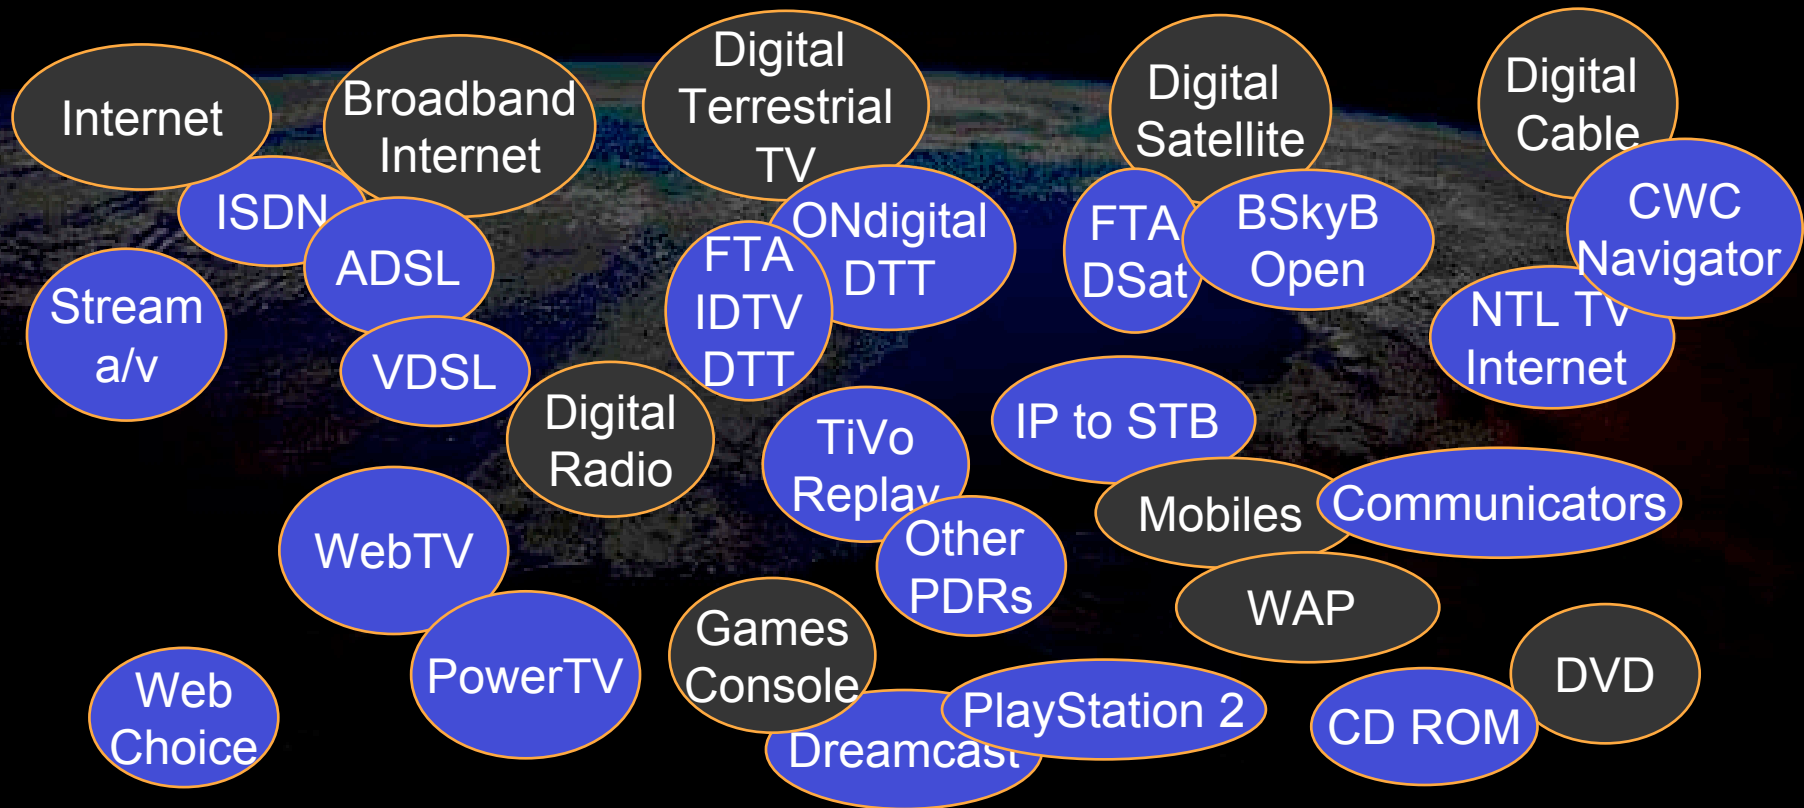 Internet
Broadband
Internet
Digital
Terrestrial
TV
Digital
Satellite
Digital
Cable
ISDN
ADSL
VDSL
Stream
a/v
FTA
IDTV
DTT
ONdigital
DTT
FTA
DSat
BSkyB
Open
CWC
Navigator
NTL TV
Internet
Digital
Radio
TiVo
Replay
Other
PDRs
IP to STB
Mobiles
Communicators
WAP
WebTV
PowerTV
Web
Choice
Games
Console
Dreamcast
PlayStation 2
CD ROM
DVD